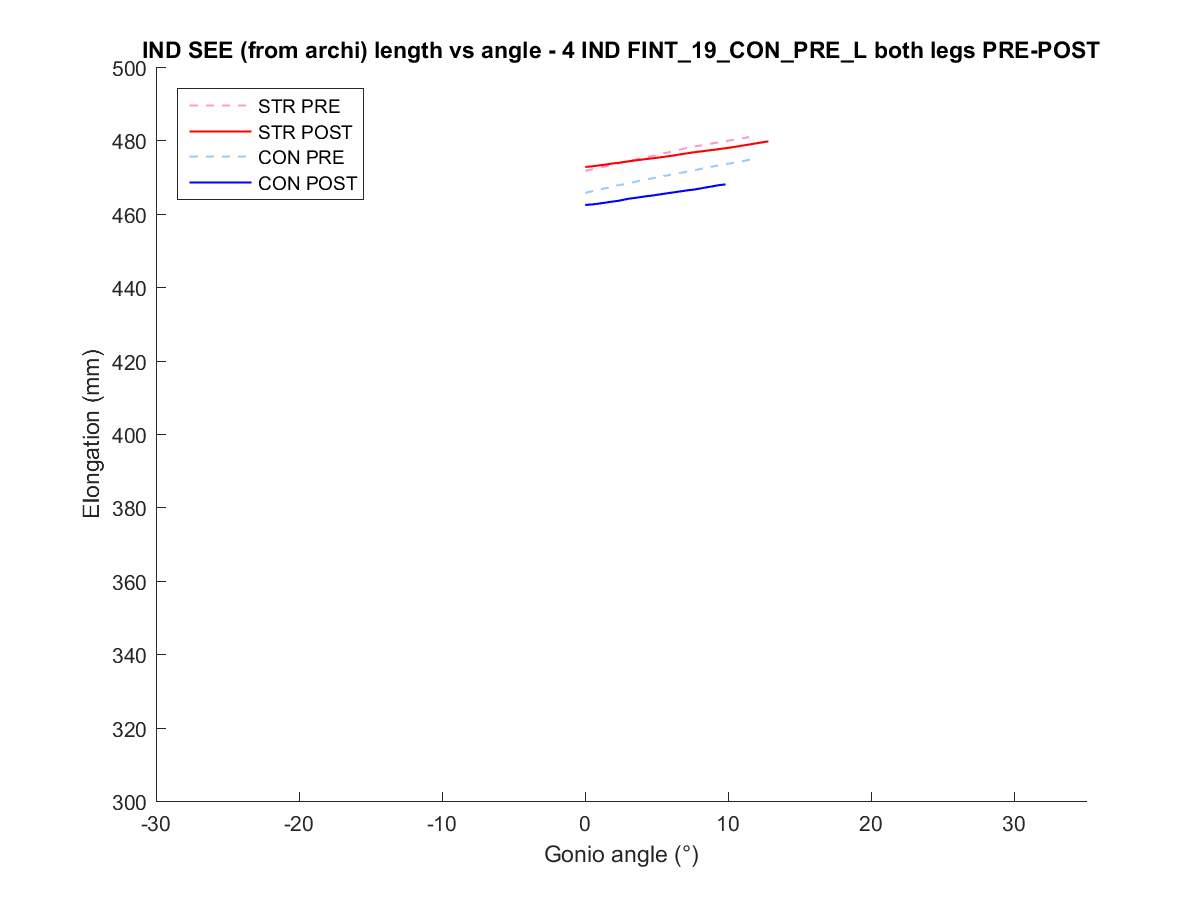 IND SEE (from archi) length vs angle - 4 IND FINT_19_CON_PRE_L both legs PRE-POST
500
480
460
440
420
400
380
360
340
320
300
STR PRE
STR POST
CON PRE
CON POST
Elongation (mm)
-30 -20 -10 0 10 20 30
Gonio angle (°)